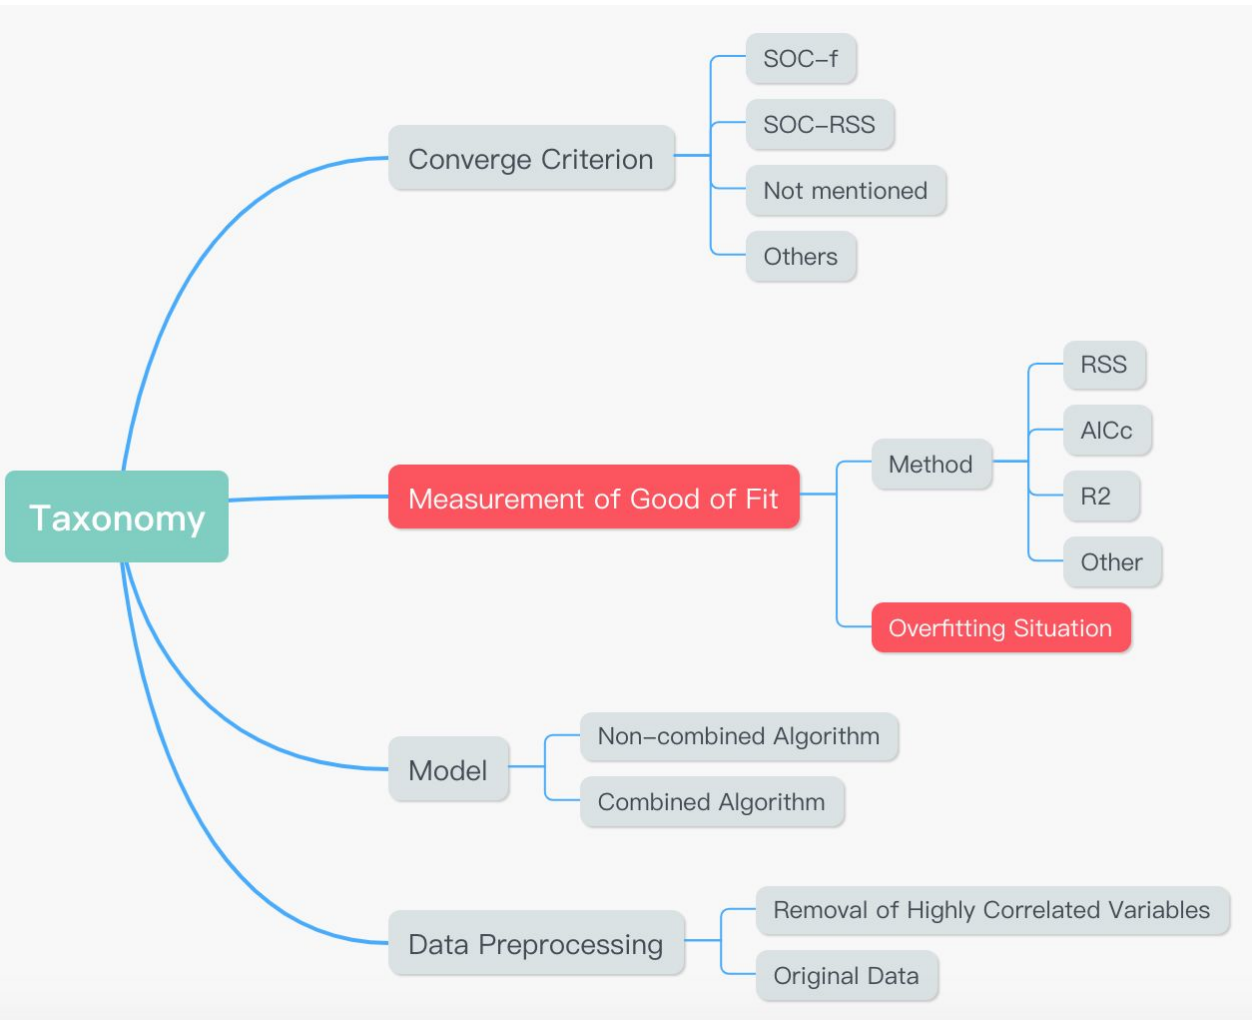 Taxonomy
Converge Criterion
SOC-f
SOC-RSS
Not mentioned
Others
Measurement of Good of Fit
Method
RSS
AICc
R2
Other
Overfitting Situation
Model
Non-combined Algorithm
Combined Algorithm
Data Preprocessing
Removal of Highly Correlated Variables
Original Data